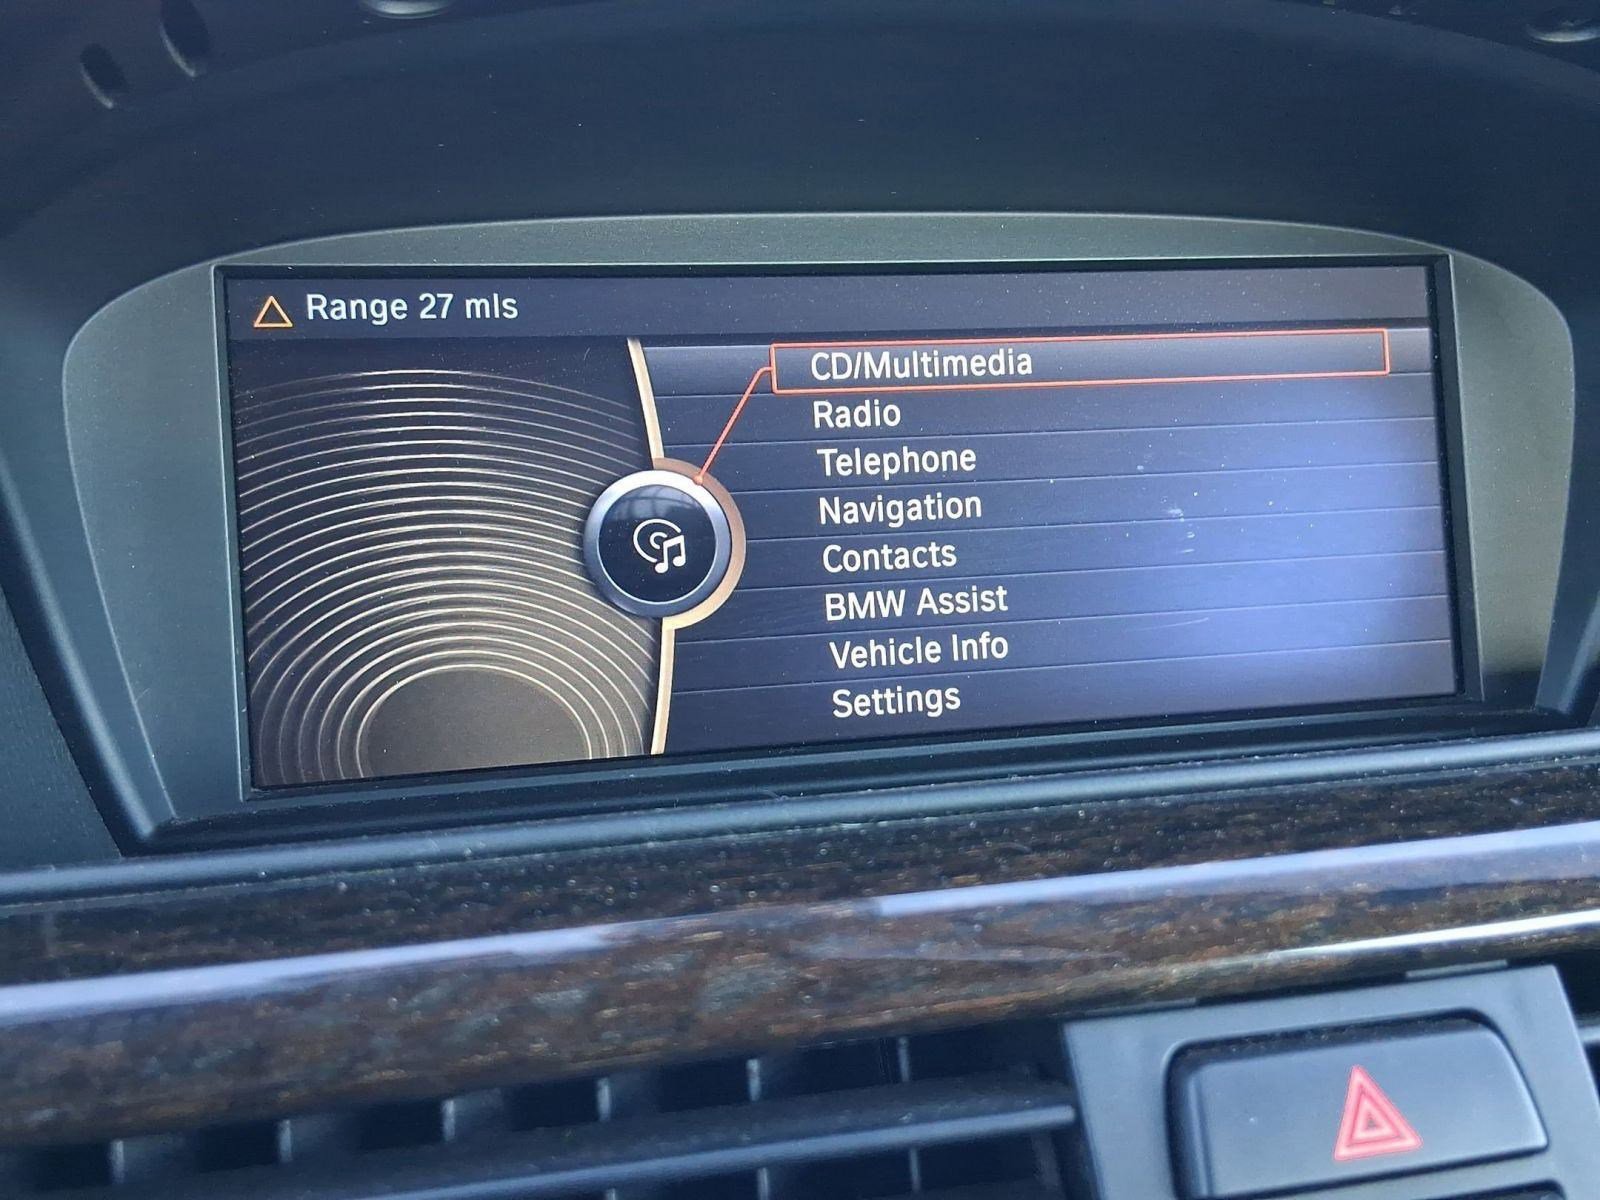 Range 27 mls
CD/Multimedia
Radio
Telephone
Navigation
Contacts
BMW Assist
Vehicle Info
Settings